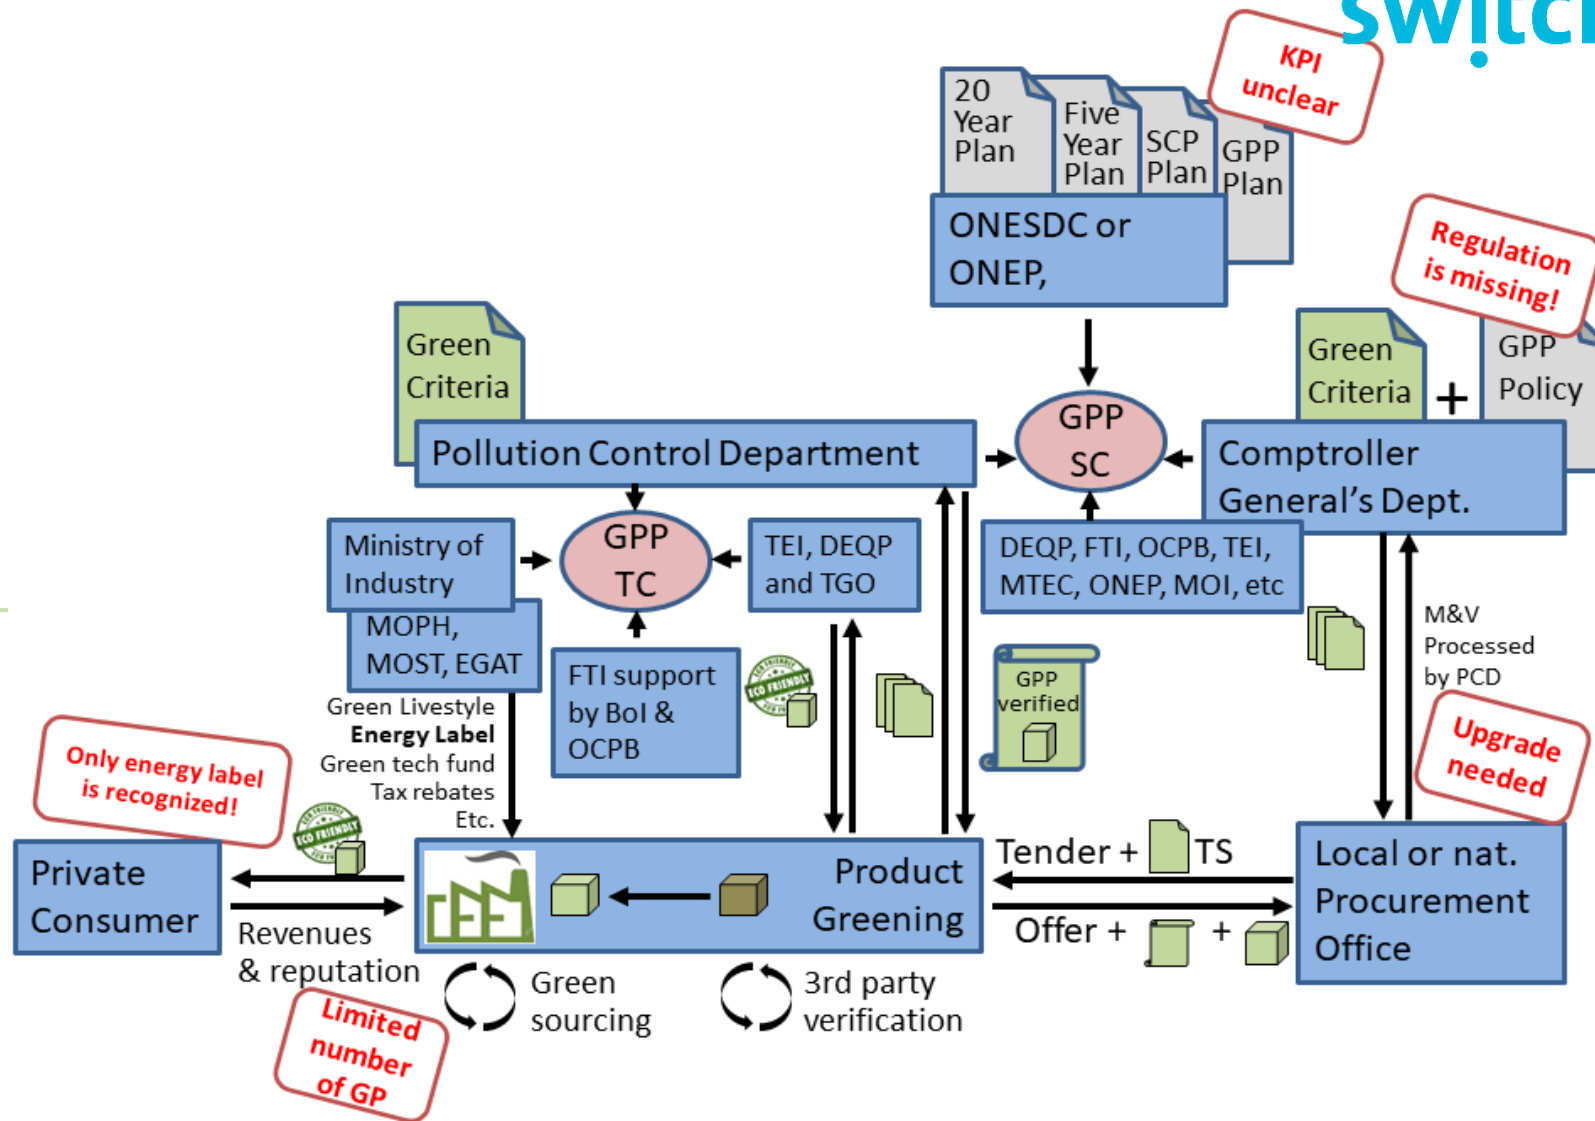 switch
KPI
unclear
20
Year
Plan
Five
Year
Plan
SCP
Plan
GPP
Plan
ONESDC or
ONEP,
Regulation
is missing!
Green
Criteria
Green
Criteria
+
GPP
Policy
Pollution Control Department
GPP
SC
Comptroller
General's Dept.
Ministry of
Industry
GPP
TC
TEI, DEQP
and TGO
DEQP, FTI, OCPB, TEI,
MTEC, ONEP, MOI, etc
MOPH,
MOST, EGAT
FTI support
by BoI &
OCPB
ECO FRIENDLY
GPP
verified
M&V
Processed
by PCD
Green Livestyle
Energy Label
Green tech fund
Tax rebates
Etc.
Only energy label
is recognized!
Upgrade
needed
ECO FRIENDLY
Private
Consumer
Product
Greening
Tender + TS
Offer + +
Local or nat.
Procurement
Office
Revenues
& reputation
Green
sourcing
3rd party
verification
Limited
number
of GP